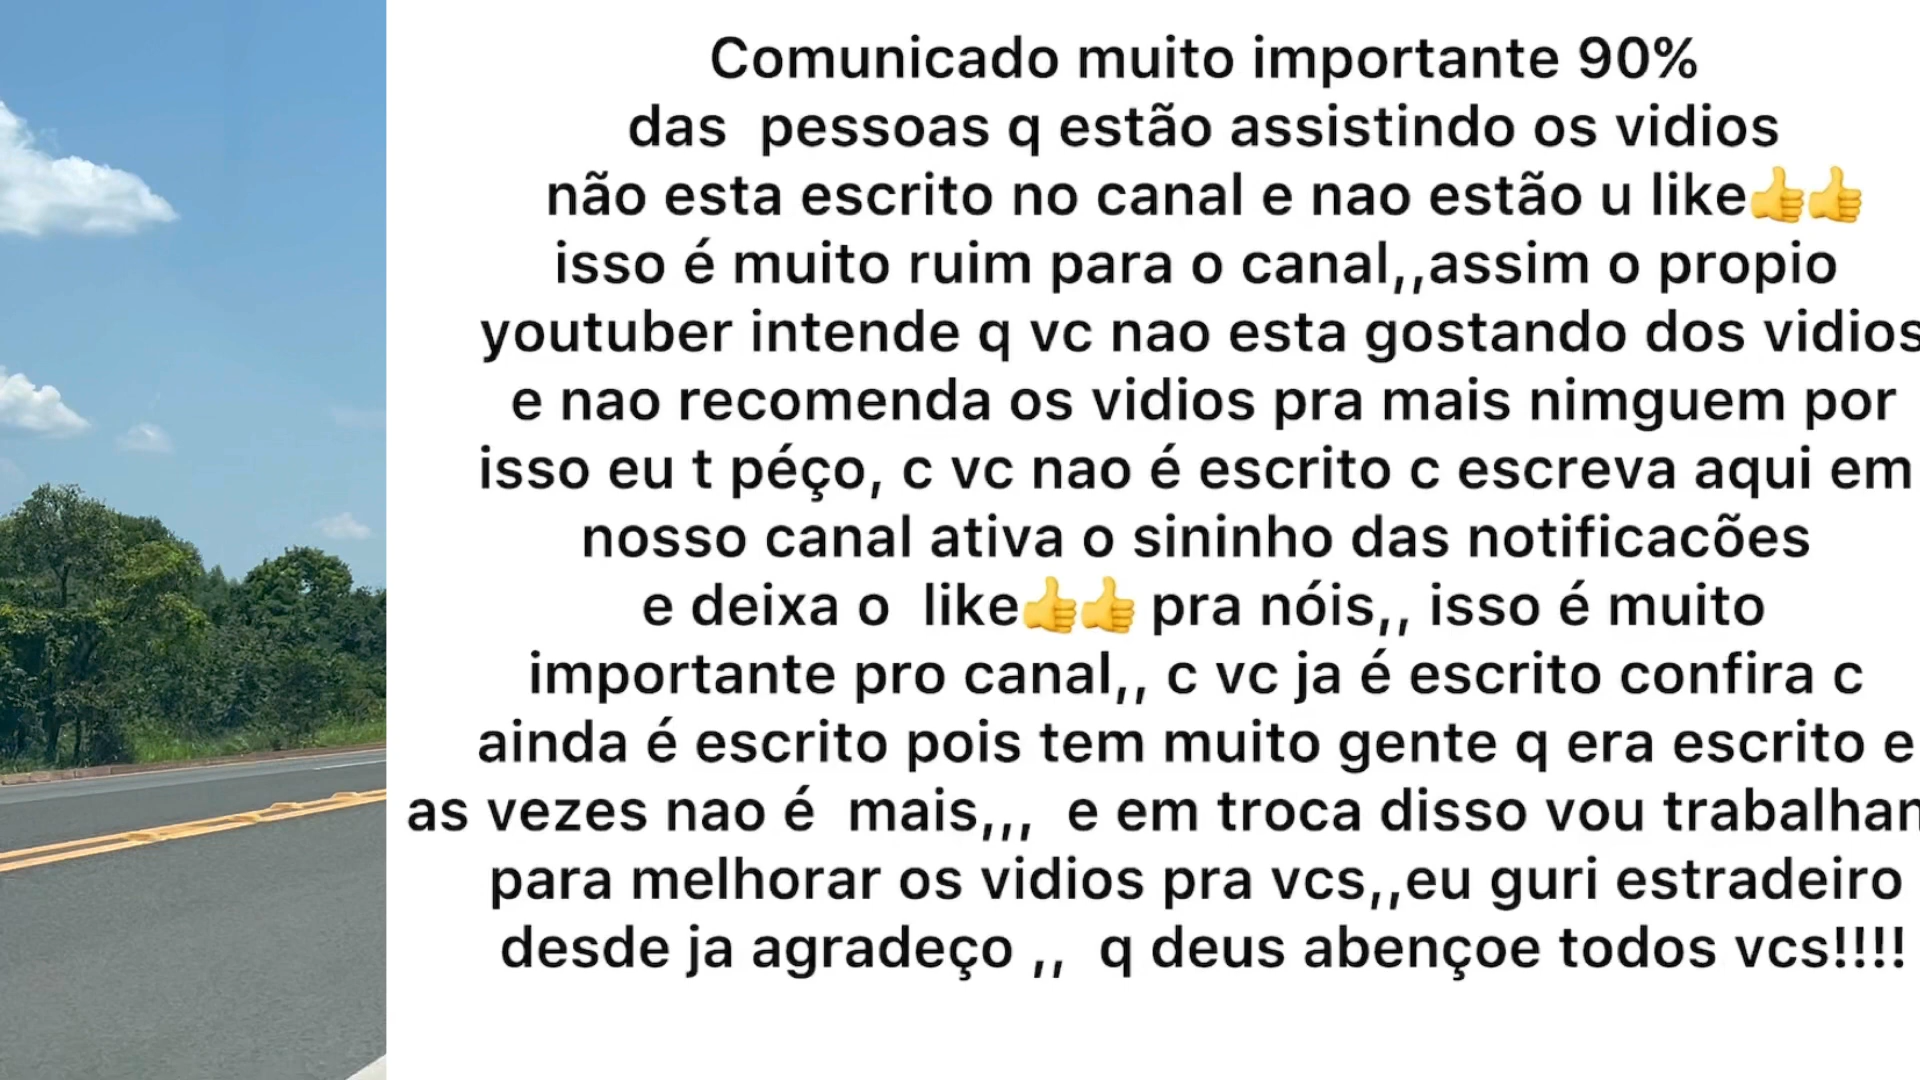 Comunicado muito importante 90%
das  pessoas q estão assistindo os vidios
não esta escrito no canal e nao estão u like👍👍
isso é muito ruim para o canal,,assim o propio
youtuber intende q vc nao esta gostando dos vidios
e nao recomenda os vidios pra mais nimguem por
isso eu t péço, c vc nao é escrito c escreva aqui em
nosso canal ativa o sininho das notificacões
e deixa o  like👍👍 pra nóis,, isso é muito
importante pro canal,, c vc ja é escrito confira c
ainda é escrito pois tem muito gente q era escrito e
as vezes nao é  mais,,,  e em troca disso vou trabalhar
para melhorar os vidios pra vcs,,eu guri estradeiro
desde ja agradeço ,,  q deus abençoe todos vcs!!!!